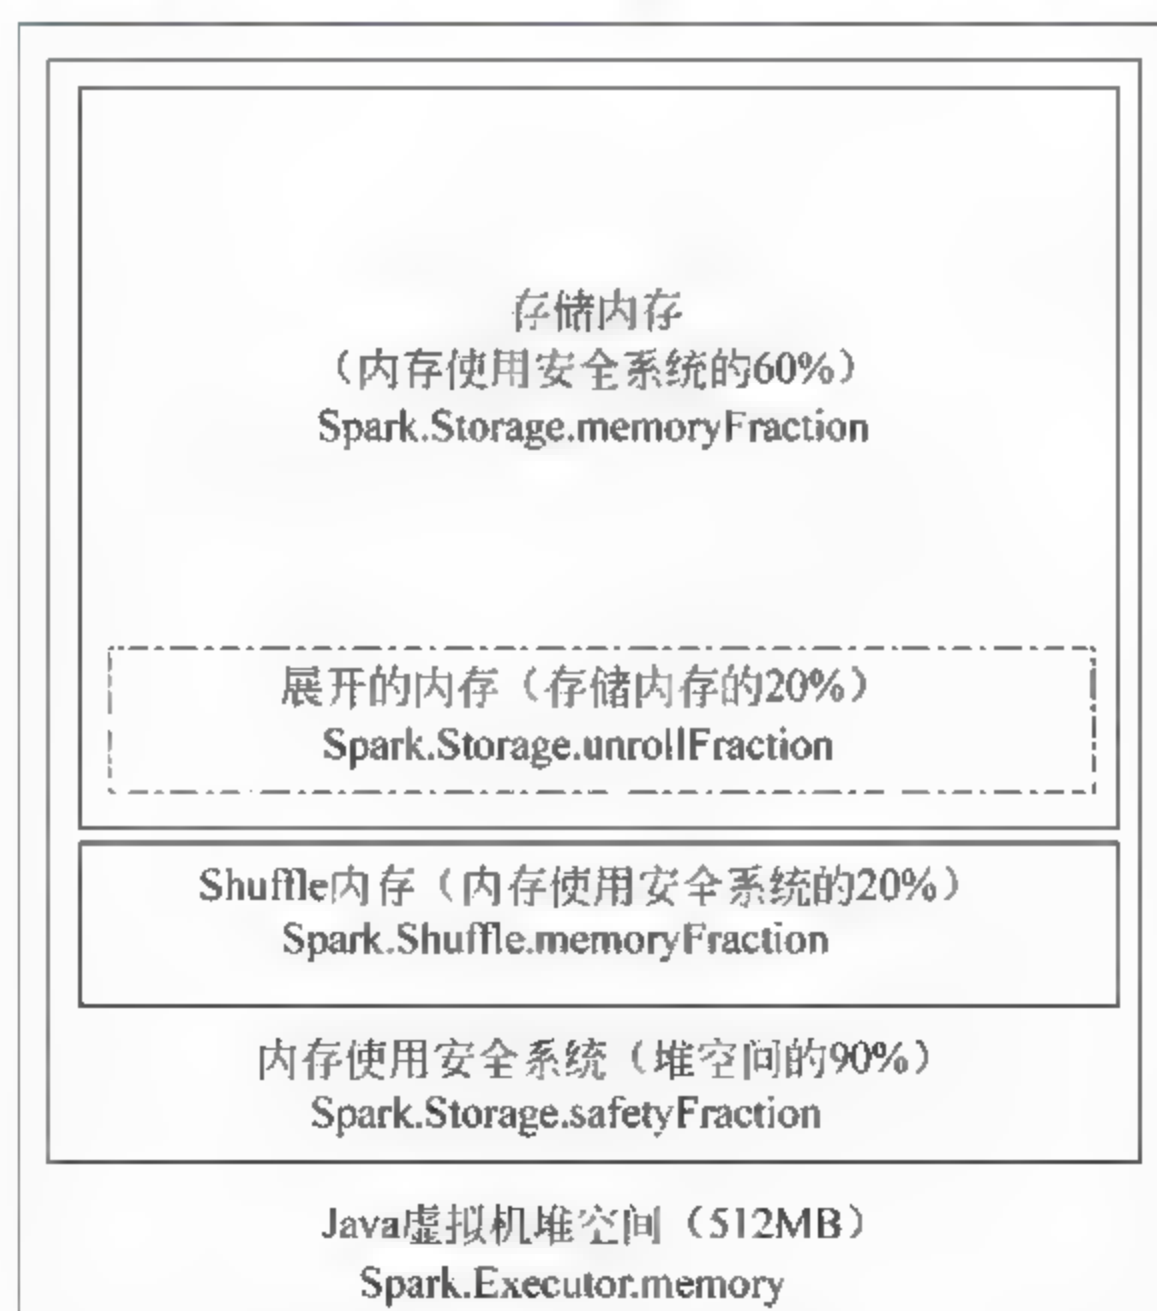 存储内存
（内存使用安全系统的60%）
Spark.Storage.memoryFraction
展开的内存（存储内存的20%）
Spark.Storage.unrollFraction
Shuffle内存（内存使用安全系统的20%）
Spark.Shuffle.memoryFraction
内存使用安全系统（堆空间的90%）
Spark.Storage.safetyFraction
Java虚拟机堆空间（512MB）
Spark.Executor.memory